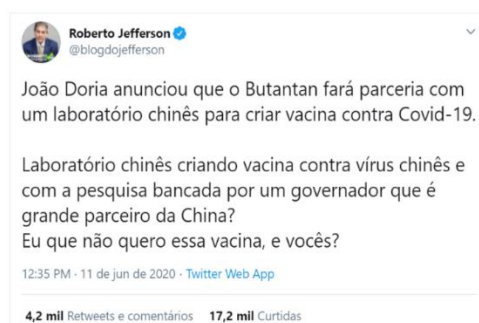 Roberto Jefferson
@blogdojefferson
João Doria anunciou que o Butantan fará parceria com
um laboratório chinês para criar vacina contra Covid-19.
Laboratório chinês criando vacina contra vírus chinês e
com a pesquisa bancada por um governador que é
grande parceiro da China?
Eu que não quero essa vacina, e vocês?
12:35 PM · 11 de jun de 2020 · Twitter Web App
4,2 mil Retweets e comentários 17,2 mil Curtidas